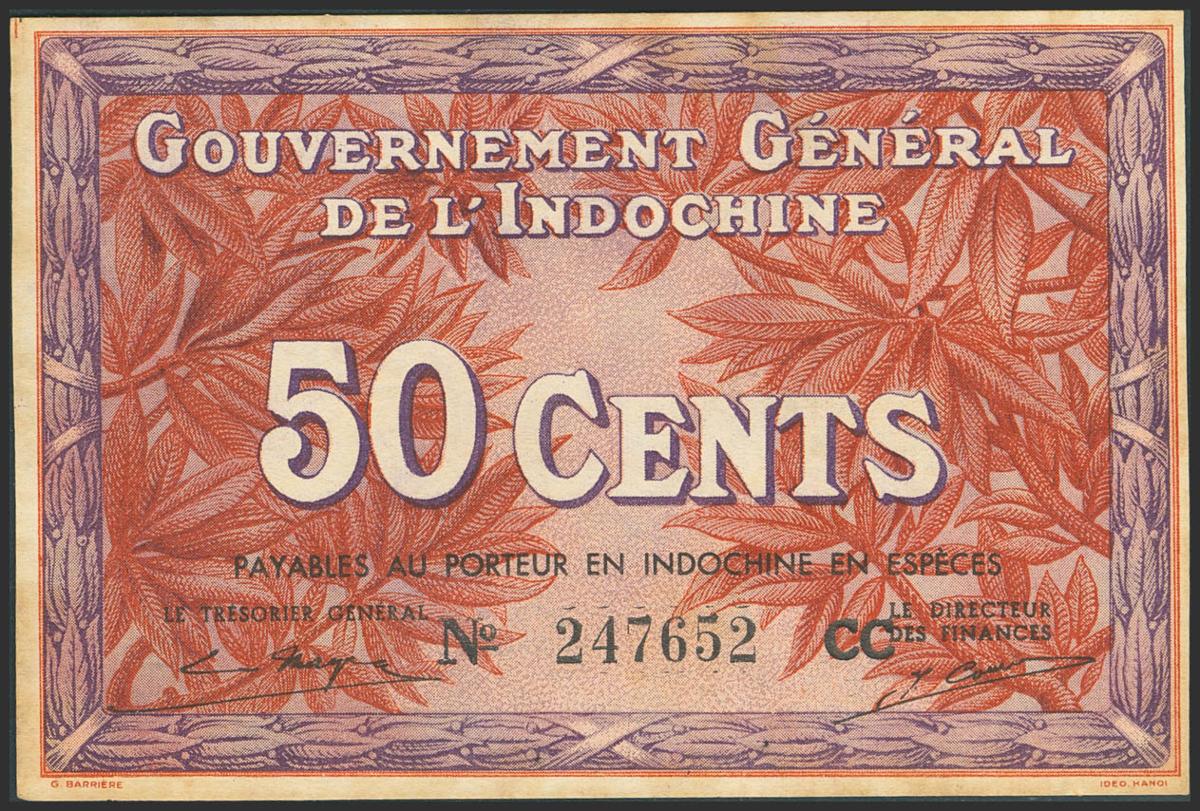 GOUVERNEMENT GÉNÉRAL
DE L'INDOCHINE
50 CENTS
PAYABLES AU PORTEUR EN INDOCHINE EN ESPÈCES
LE TRÉSORIER GÉNÉRAL
Nº 247652 CC
LE DIRECTEUR
DES FINANCES
G. BARRIÈRE
IDEO. HANOI